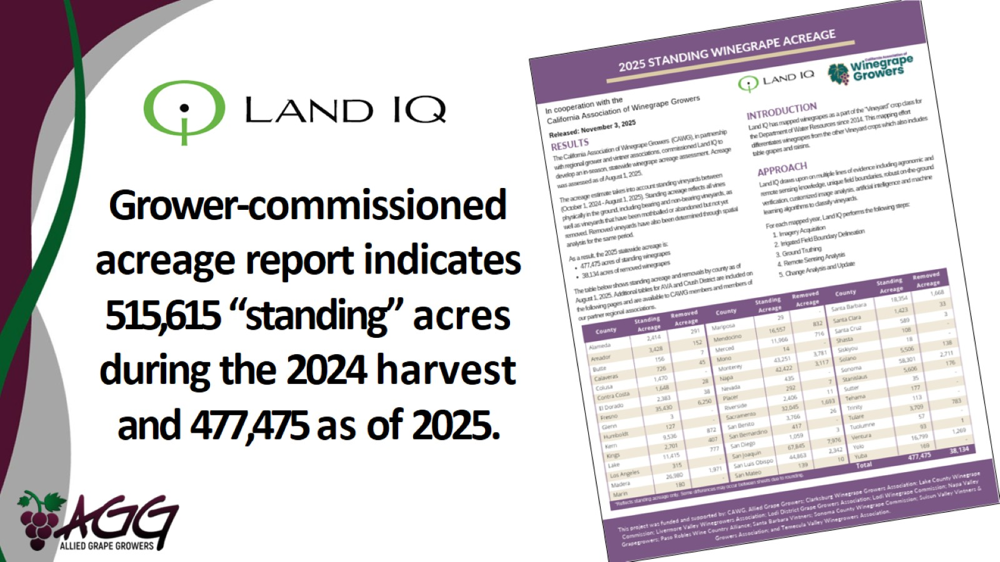 LAND IQ
Grower-commissioned
acreage report indicates
515,615 “standing” acres
during the 2024 harvest
and 477,475 as of 2025.
AGG
ALLIED GRAPE GROWERS
2025 STANDING WINEGRAPE ACREAGE
LAND IQ
California Association of
Winegrape
Growers
In cooperation with the
California Association of Winegrape Growers
Released: November 3, 2025
RESULTS
The California Association of Winegrape Growers (CAWG), in partnership
with regional grower and vintner associations, commissioned Land IQ to
develop an in-season, statewide winegrape acreage assessment. Acreage
was assessed as of August 1, 2025.
The acreage estimate takes into account standing vineyards between
(October 1, 2024 - August 1, 2025). Standing acreage reflects all vines
physically in the ground, including bearing and non-bearing vineyards, as
well as vineyards that have been mothballed or abandoned but not yet
removed. Removed vineyards have also been determined through spatial
analysis for the same period.
As a result, the 2025 statewide acreage is:
• 477,475 acres of standing winegrapes
• 38,134 acres of removed winegrapes
The table below shows standing acreage and removals by county as of
August 1, 2025. Additional tables for AVA and Crush District are included on
the following pages and are available to CAWG members and members of
our partner regional associations.
INTRODUCTION
Land IQ has mapped winegrapes as a part of the "Vineyard" crop class for
the Department of Water Resources since 2014. This mapping effort
differentiates winegrapes from the other Vineyard crops which also includes
table grapes and raisins.
APPROACH
Land IQ draws upon on multiple lines of evidence including agronomic and
remote sensing knowledge, unique field boundaries, robust on-the-ground
verification, customized image analysis, artificial intelligence and machine
learning algorithms to classify vineyards.
For each mapped year, Land IQ performs the following steps:
1. Imagery Acquisition
2. Irrigated Field Boundary Delineation
3. Ground Truthing
4. Remote Sensing Analysis
5. Change Analysis and Update
County Standing Acreage Removed Acreage
Alameda 2,414 291
Amador 3,428 152
Butte 156 7
Calaveras 726 45
Colusa 1,470 -
Contra Costa 1,648 28
El Dorado 2,383 38
Fresno 35,430 6,250
Glenn 3 -
Humboldt 127 -
Kern 9,536 872
Kings 2,701 407
Lake 11,415 777
Los Angeles 315 -
Madera 26,980 1,971
Marin 180 -
County Standing Acreage Removed Acreage
Mariposa 29 -
Mendocino 16,557 832
Merced 11,966 716
Mono 14 -
Monterey 43,251 3,781
Napa 42,422 3,117
Nevada 435 -
Placer 292 7
Riverside 2,406 11
Sacramento 32,045 1,693
San Benito 3,766 26
San Bernardino 417 -
San Diego 1,059 3
San Joaquin 67,845 7,976
San Luis Obispo 44,863 2,342
San Mateo 139 10
County Standing Acreage Removed Acreage
Santa Barbara 18,354 1,668
Santa Clara 1,423 33
Santa Cruz 589 3
Shasta 108 -
Siskiyou 18 -
Solano 5,506 138
Sonoma 58,301 2,711
Stanislaus 5,606 176
Sutter 35 -
Tehama 177 -
Trinity 113 -
Tulare 3,709 783
Tuolumne 57 -
Ventura 93 1
Yolo 16,799 1,269
Yuba 169 -
Total 477,475 38,134
*Reflects standing acreage only. Some differences may occur between sheets due to rounding.
This project was funded and supported by: CAWG, Allied Grape Growers; Clarksburg Winegrape Growers Association; Lake County Winegrape
Commission; Livermore Valley Winegrowers Association; Lodi District Grape Growers Association; Lodi Winegrape Commission; Napa Valley
Grapegrowers; Paso Robles Wine Country Alliance; Santa Barbara Vintners; Sonoma County Winegrape Commission; Suisun Valley Vintners &
Growers Association; and Temecula Valley Winegrowers Association.